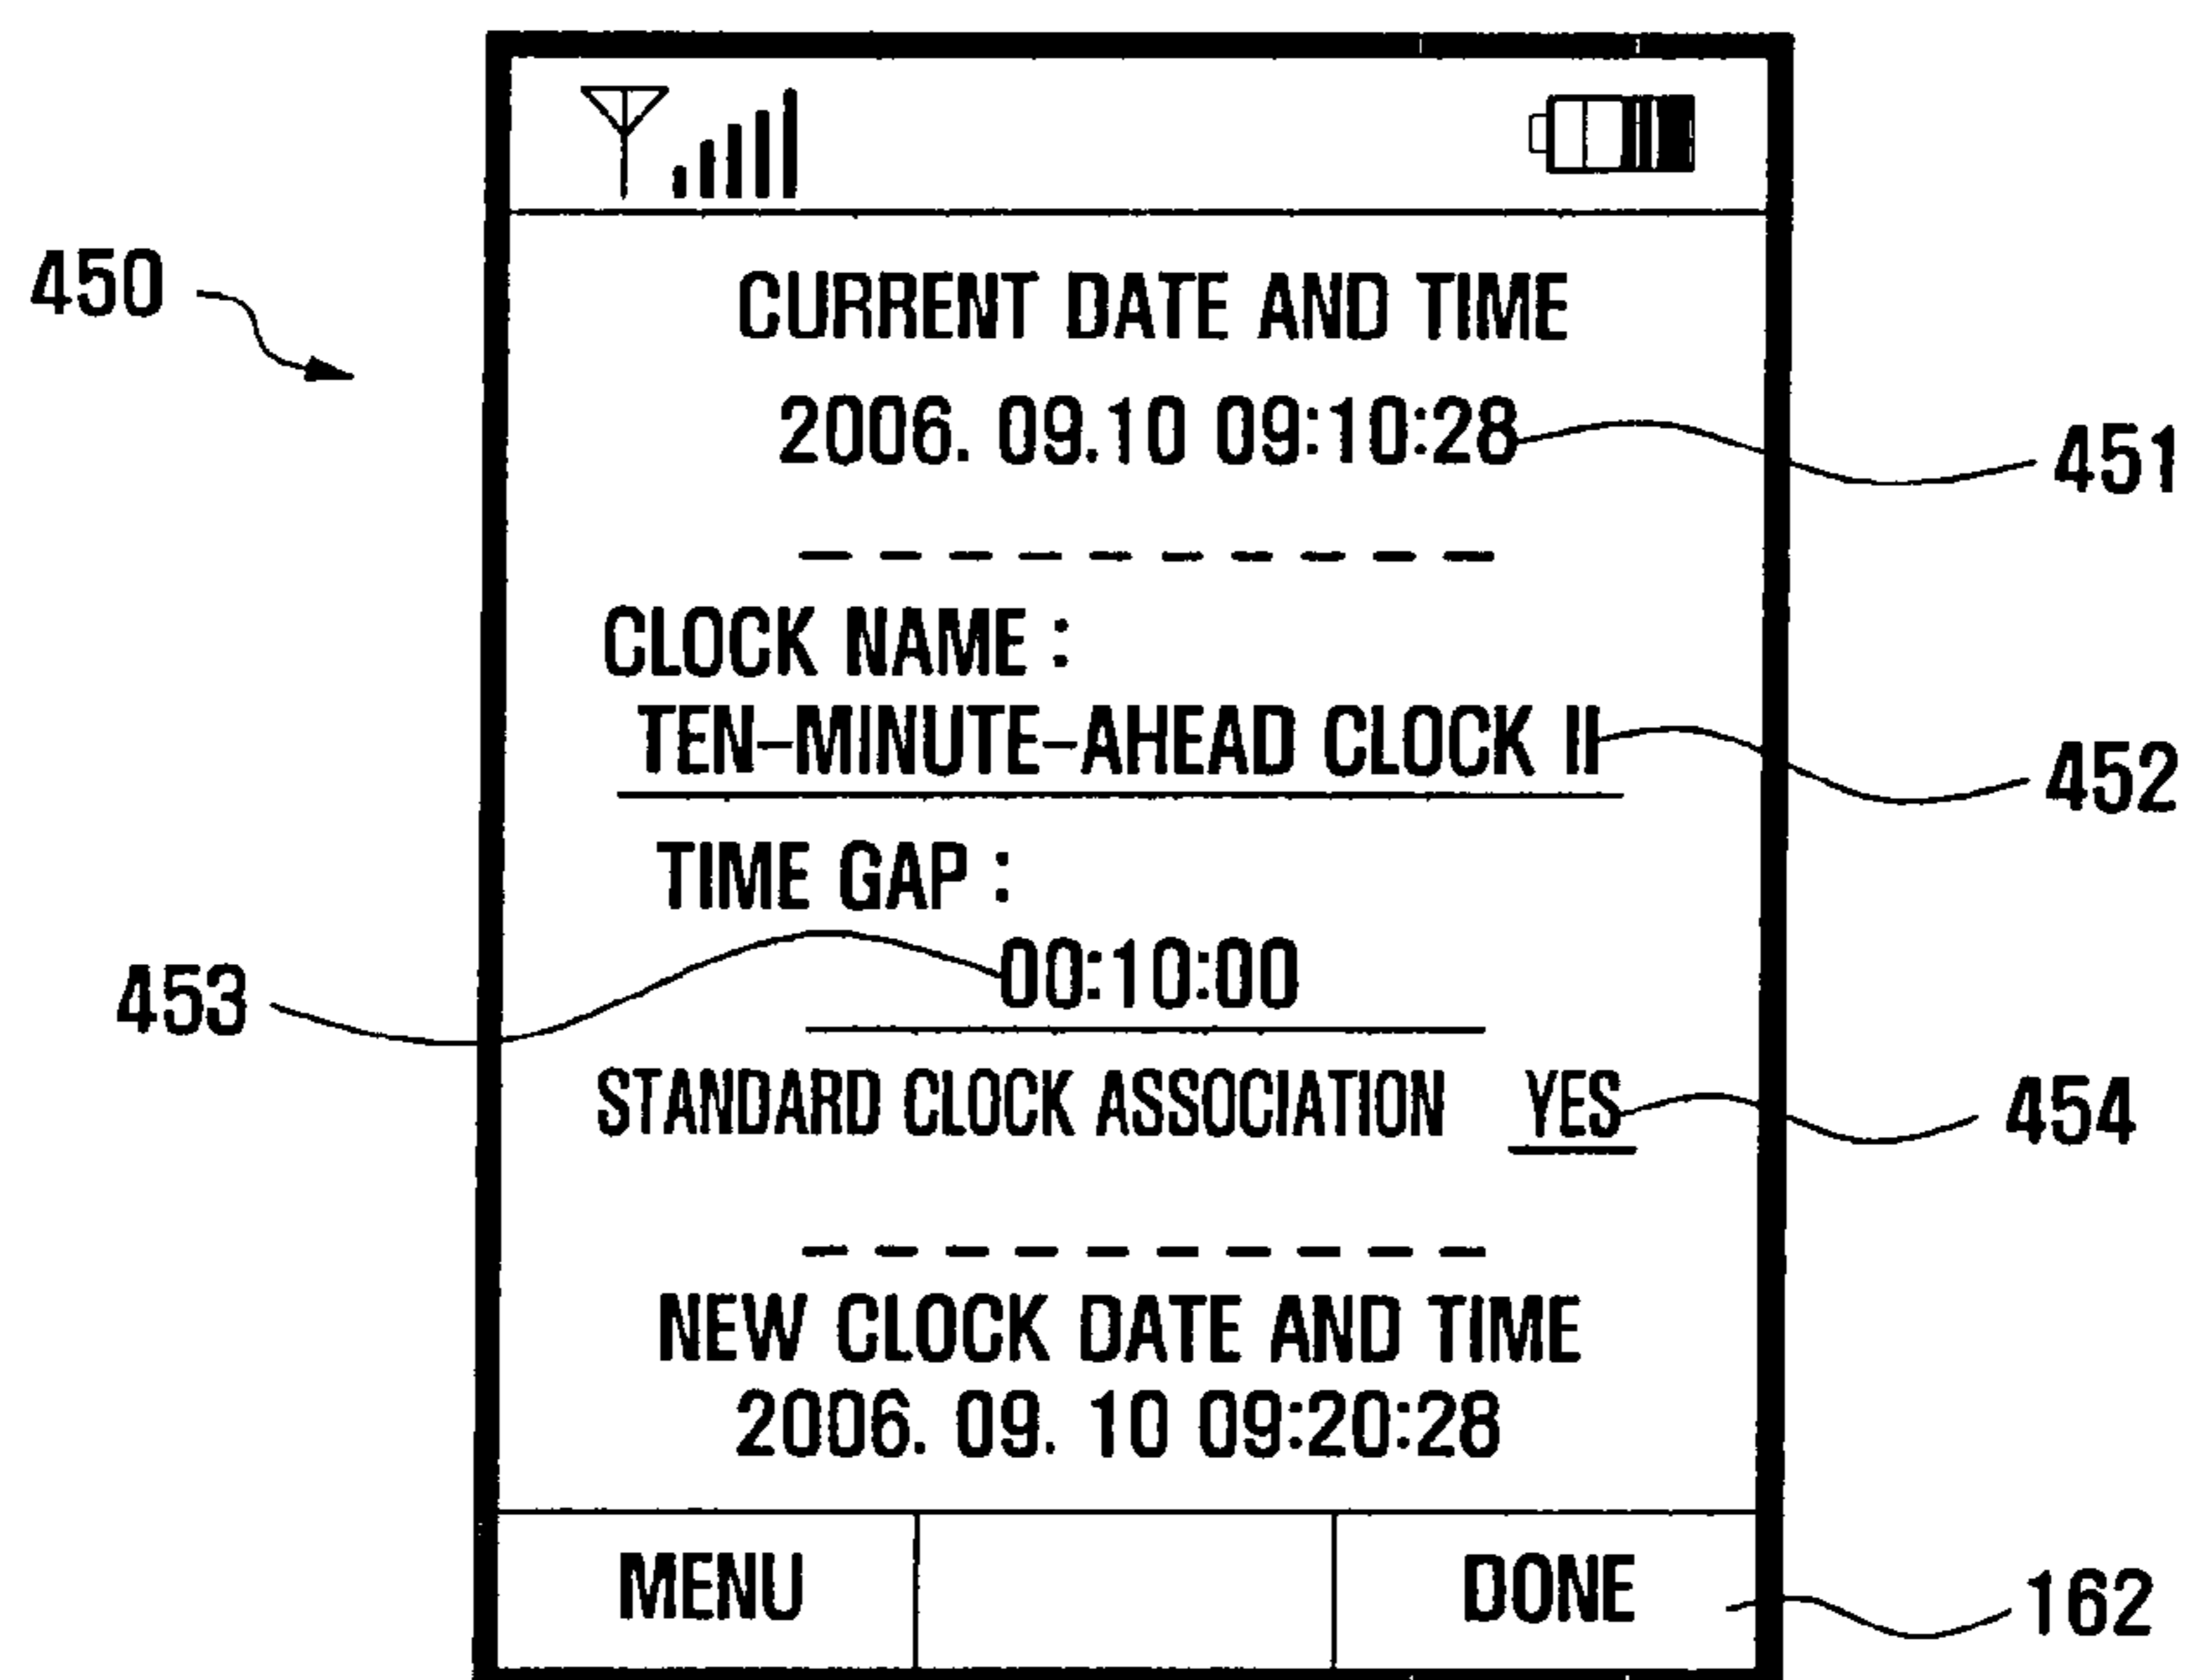 450
CURRENT DATE AND TIME
2006. 09.10 09:10:28
451
CLOCK NAME :
TEN-MINUTE-AHEAD CLOCK II
452
TIME GAP :
00:10:00
453
STANDARD CLOCK ASSOCIATION YES
454
NEW CLOCK DATE AND TIME
2006. 09. 10 09:20:28
MENU DONE
162